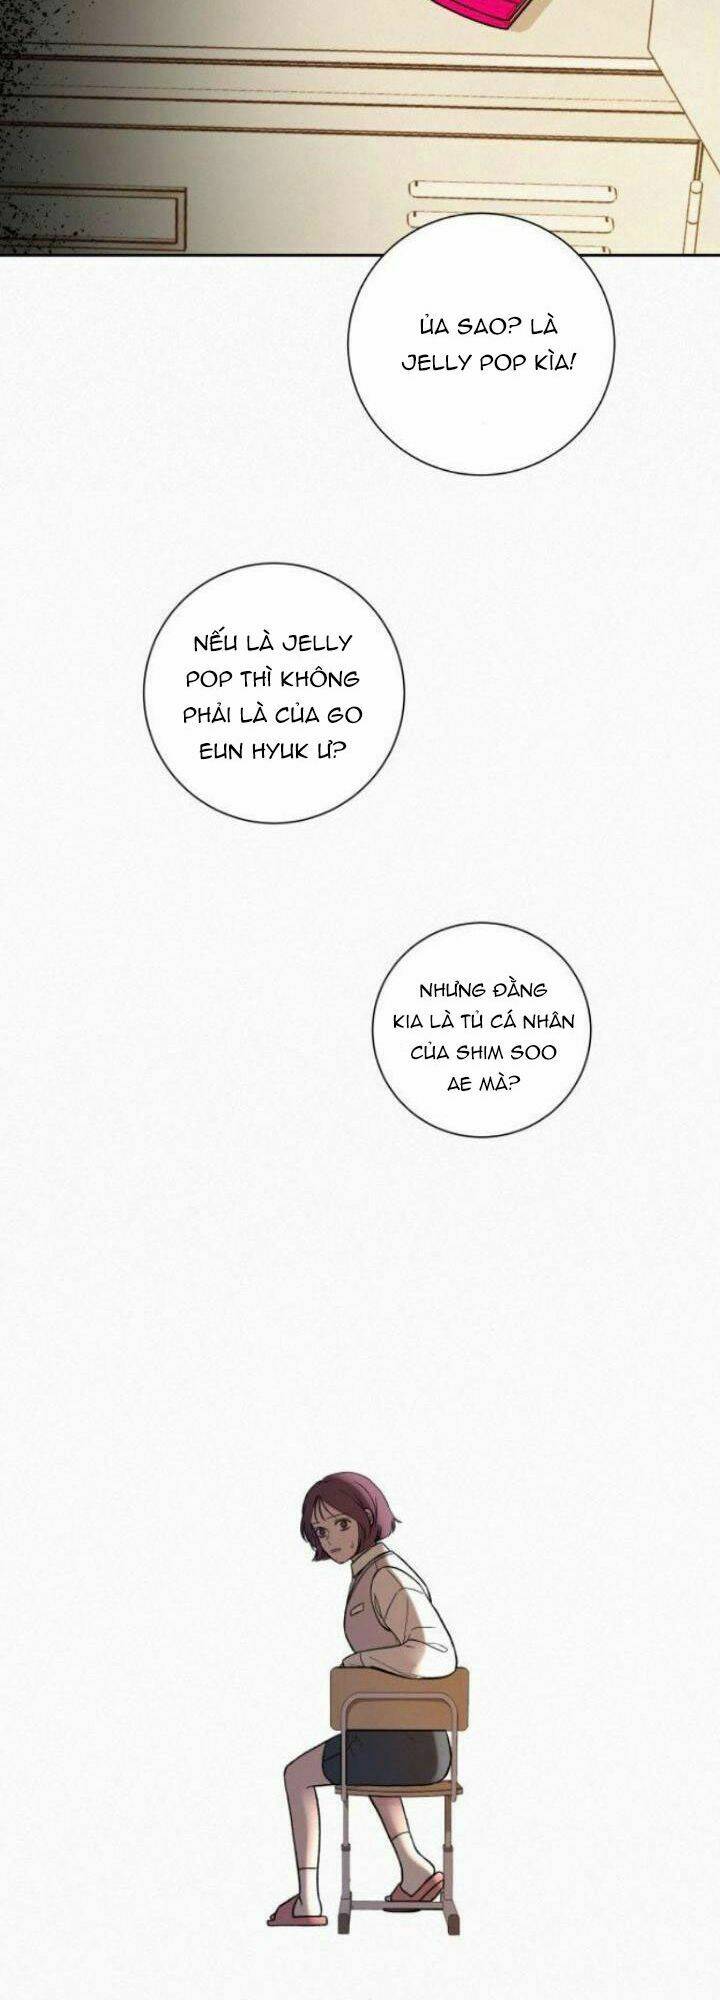 ỦA SAO? LÀ
JELLY POP KÌA!
NẾU LÀ JELLY
POP THÌ KHÔNG
PHẢI LÀ CỦA GO
EUN HYUK Ư?
NHƯNG ĐẰNG
KIA LÀ TỦ CÁ NHÂN
CỦA SHIM SOO
AE MÀ?